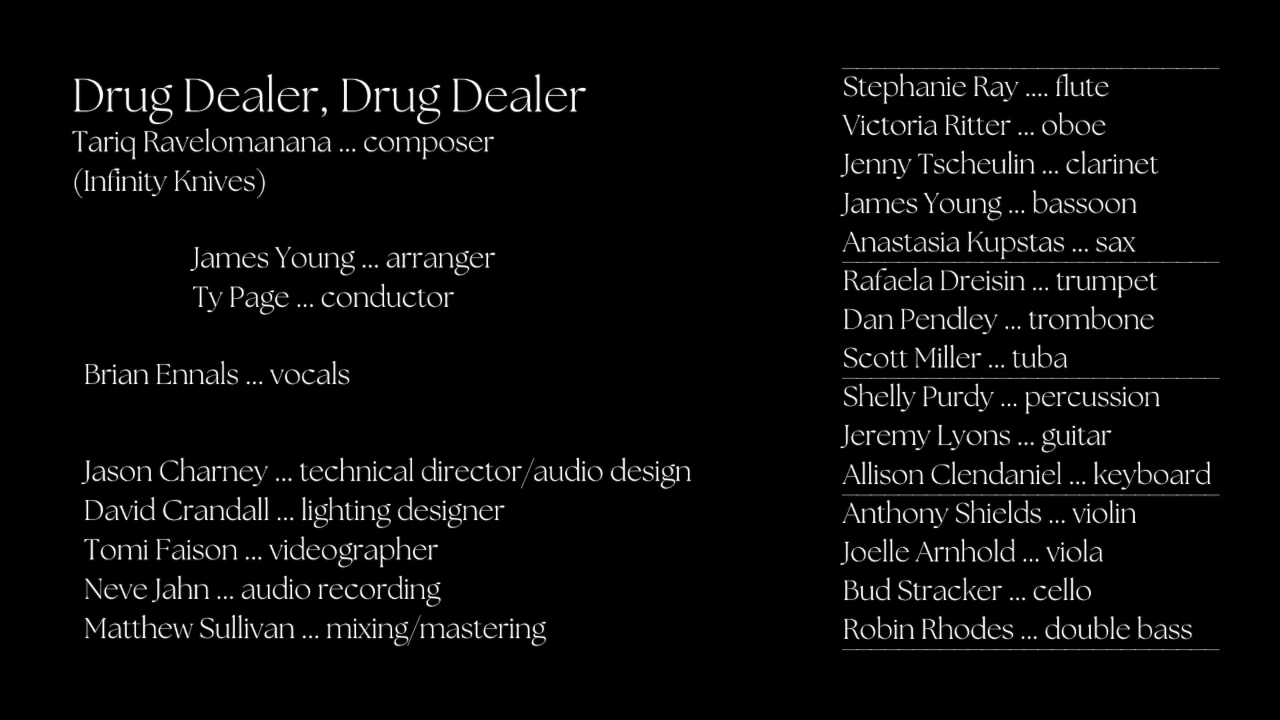 Drug Dealer, Drug Dealer
Tariq Ravelomanana ... composer
(Infinity Knives)
James Young ... arranger
Ty Page ... conductor
Brian Ennals ... vocals
Jason Charney ... technical director/audio design
David Crandall ... lighting designer
Tomi Faison ... videographer
Neve Jahn ... audio recording
Matthew Sullivan ... mixing/mastering
Stephanie Ray .... flute
Victoria Ritter ... oboe
Jenny Tscheulin ... clarinet
James Young ... bassoon
Anastasia Kupstas ... sax
Rafaela Dreisin ... trumpet
Dan Pendley ... trombone
Scott Miller ... tuba
Shelly Purdy ... percussion
Jeremy Lyons ... guitar
Allison Clendaniel ... keyboard
Anthony Shields ... violin
Joelle Arnhold ... viola
Bud Stracker ... cello
Robin Rhodes ... double bass